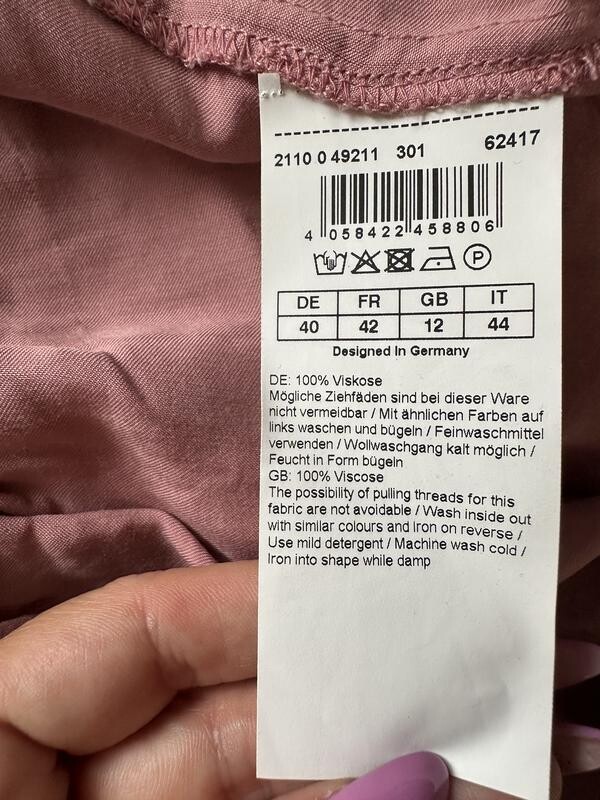 2110 0 49211 301 62417
4 058422 458806
P
DE FR GB IT
40 42 12 44
Designed In Germany
DE: 100% Viskose
Mögliche Ziehfäden sind bei dieser Ware
nicht vermeidbar / Mit ähnlichen Farben auf
links waschen und bügeln / Feinwaschmittel
verwenden / Wollwaschgang kalt möglich /
Feucht in Form bügeln
GB: 100% Viscose
The possibility of pulling threads for this
fabric are not avoidable / Wash inside out
with similar colours and Iron on reverse /
Use mild detergent / Machine wash cold /
Iron into shape while damp